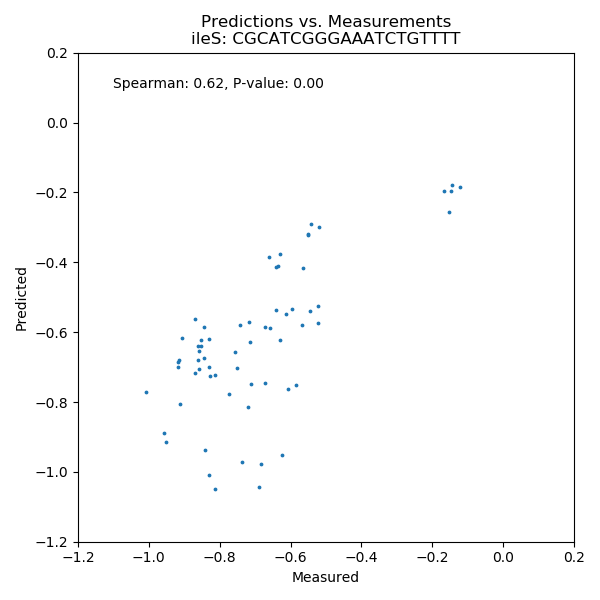 Predictions vs. Measurements
ileS: CGCATCGGGAAATCTGTTTT
Spearman: 0.62, P-value: 0.00
0.2
0.0
−0.2
−0.4
−0.6
−0.8
−1.0
−1.2
Predicted
−1.2 −1.0 −0.8 −0.6 −0.4 −0.2 0.0 0.2
Measured